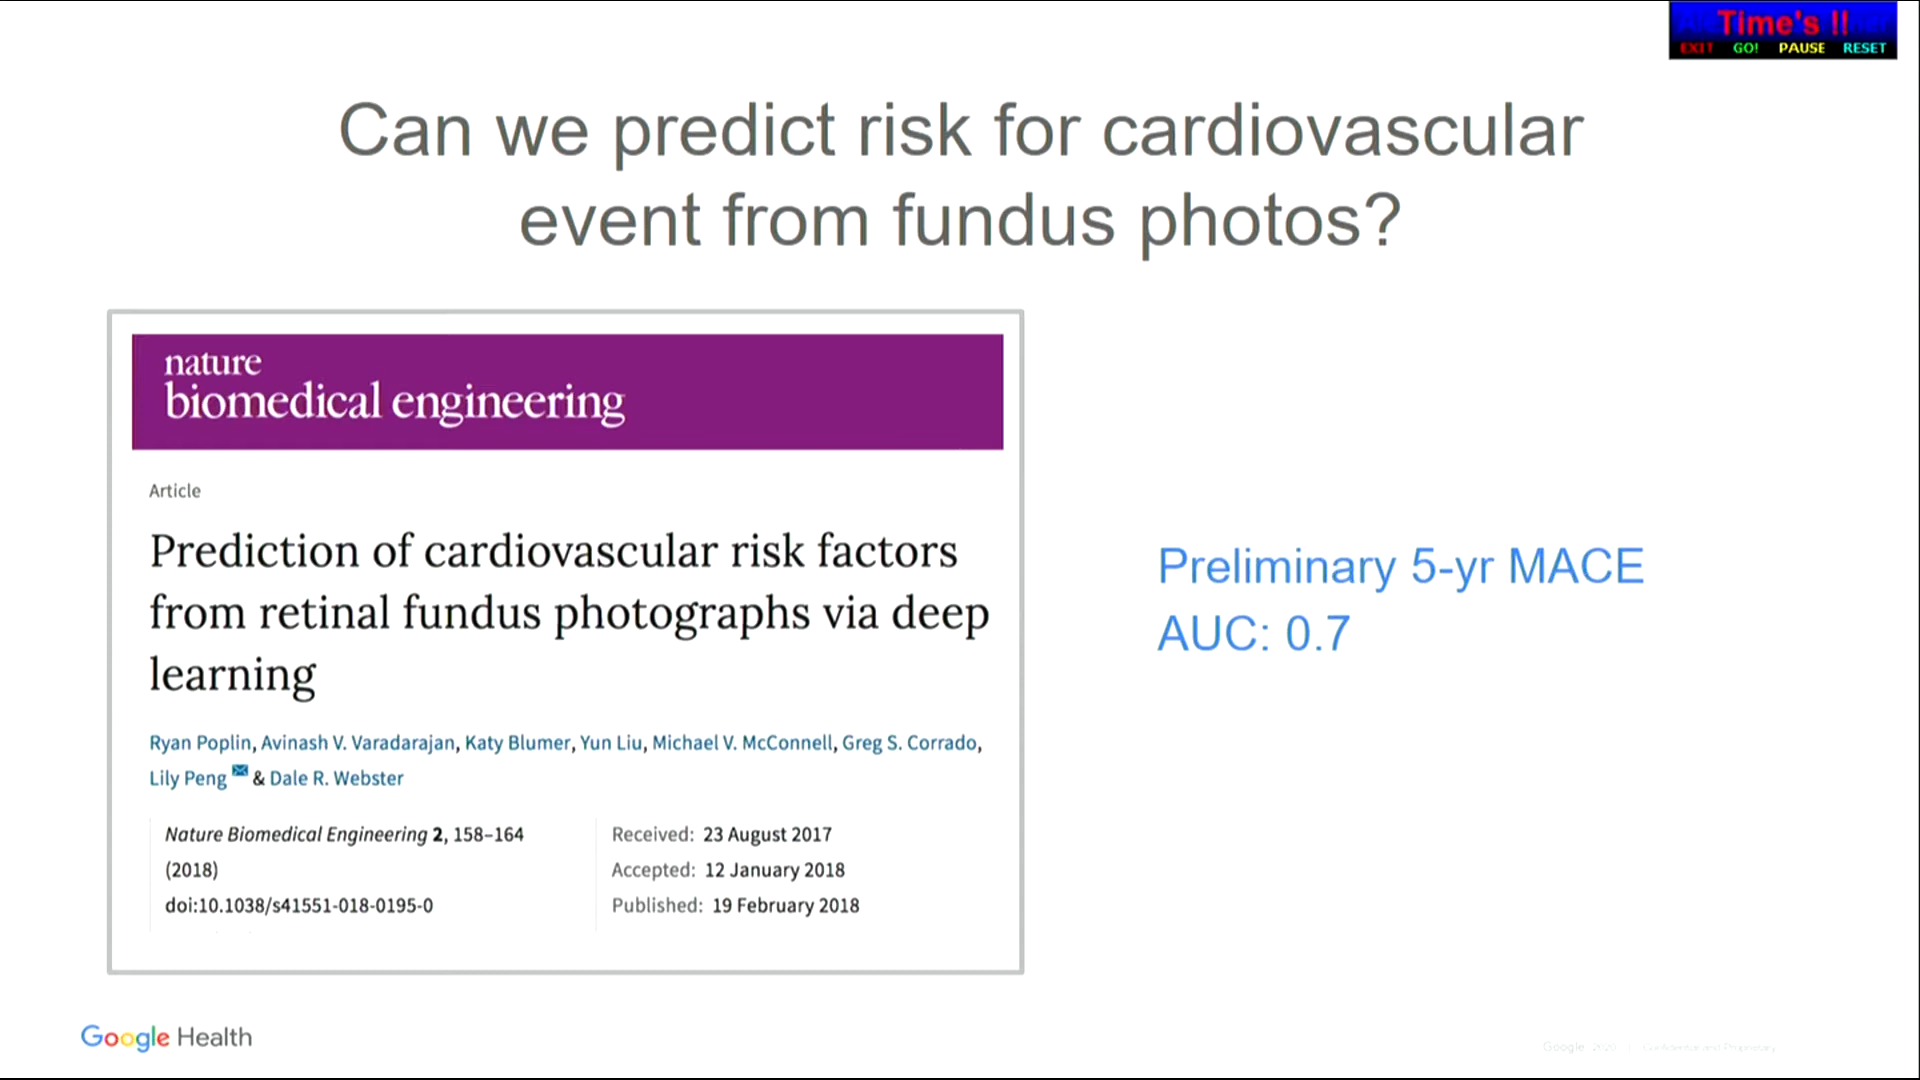 Time's !!
EXIT GO! PAUSE RESET
Can we predict risk for cardiovascular
event from fundus photos?
nature
biomedical engineering
Article
Prediction of cardiovascular risk factors
from retinal fundus photographs via deep
learning
Ryan Poplin, Avinash V. Varadarajan, Katy Blumer, Yun Liu, Michael V. McConnell, Greg S. Corrado,
Lily Peng & Dale R. Webster
Nature Biomedical Engineering 2, 158–164
(2018)
doi:10.1038/s41551-018-0195-0
Received: 23 August 2017
Accepted: 12 January 2018
Published: 19 February 2018
Preliminary 5-yr MACE
AUC: 0.7
Google Health
Google | Confidential and Proprietary